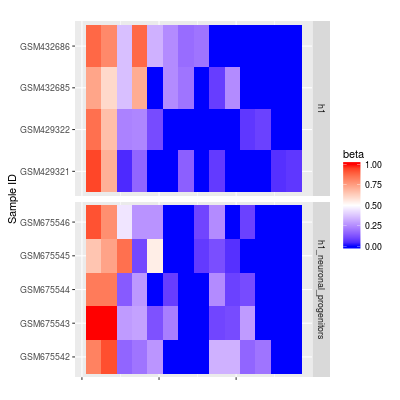 Sample ID
GSM432686
GSM432685
GSM429322
GSM429321
h1
GSM675546
GSM675545
GSM675544
GSM675543
GSM675542
h1_neuronal_progenitors
beta
1.00
0.75
0.50
0.25
0.00